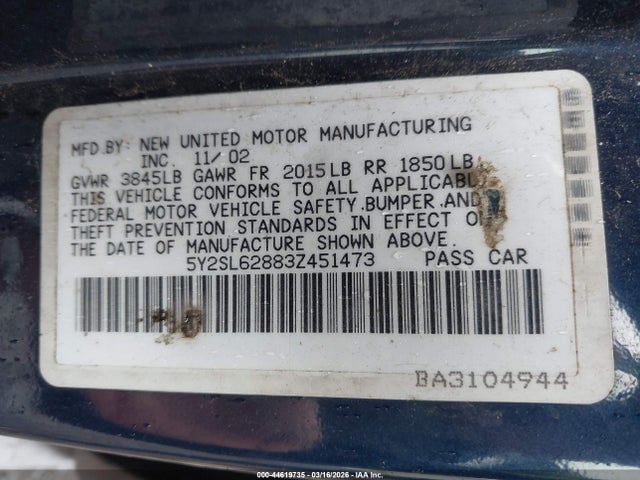 MFD.BY: NEW UNITED MOTOR MANUFACTURING
INC. 11/02
GVWR 3845LB GAWR FR 2015LB RR 1850LB
THIS VEHICLE CONFORMS TO ALL APPLICABL
FEDERAL MOTOR VEHICLE SAFETY.BUMPER.AND
THEFT PREVENTION STANDARDS IN EFFECT O
THE DATE OF MANUFACTURE SHOWN ABOVE.
5Y2SL62883Z451473 PASS CAR
BA3104944
© 000-44619735 - 03/16/2026 - IAA Inc.